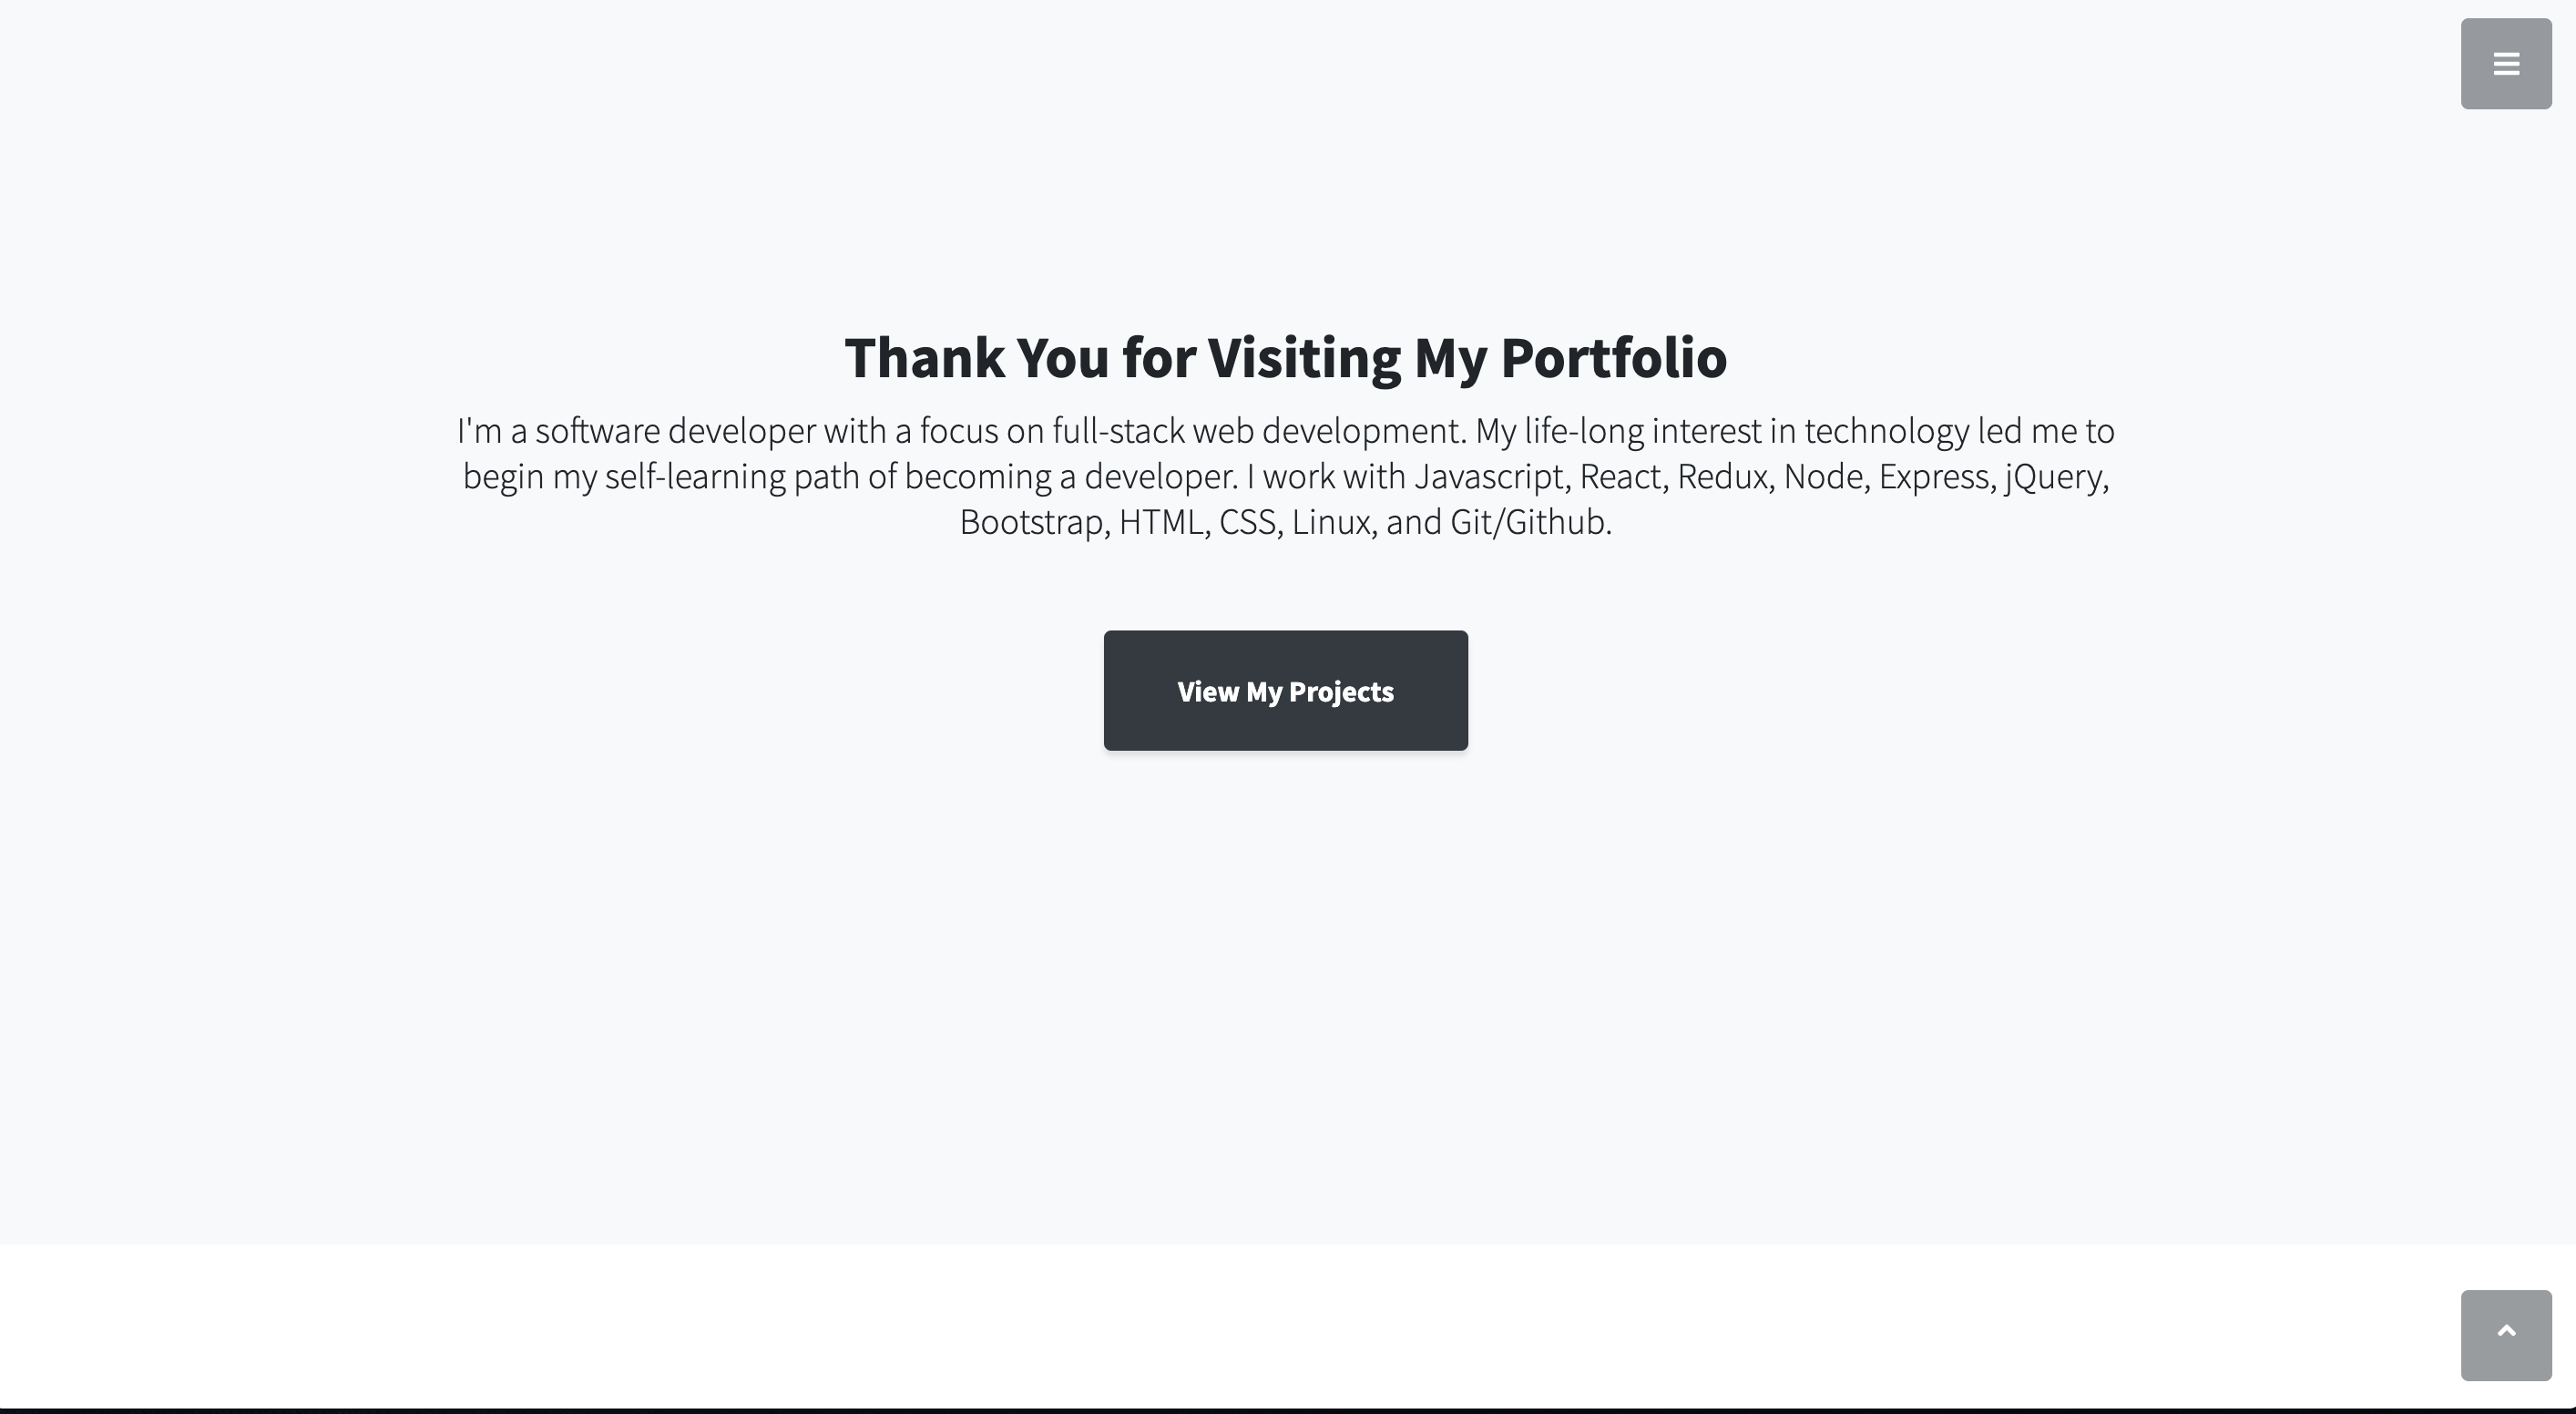 Thank You for Visiting My Portfolio
I'm a software developer with a focus on full-stack web development. My life-long interest in technology led me to
begin my self-learning path of becoming a developer. I work with Javascript, React, Redux, Node, Express, jQuery,
Bootstrap, HTML, CSS, Linux, and Git/Github.
View My Projects